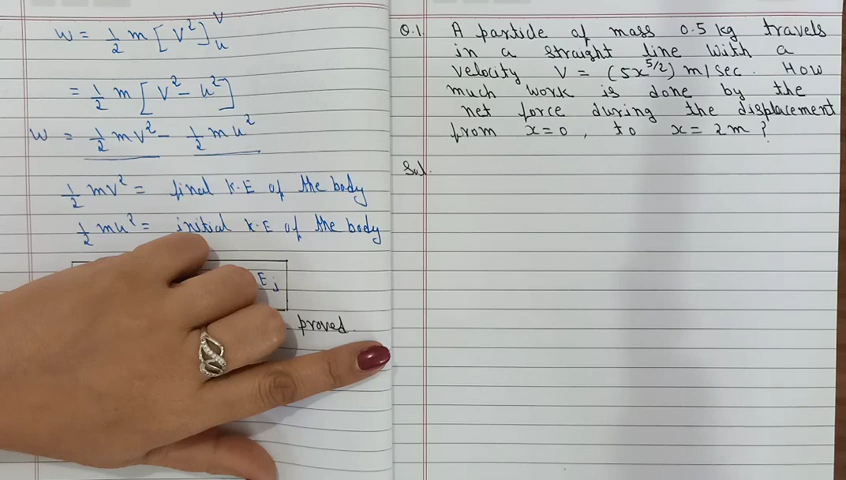 W = 1/2 m [V²]ᵥᵤ
= 1/2 m [V² - u²]
W = 1/2 mv² - 1/2 mu²
1/2 mv² = final K.E of the body
1/2 mu² = initial K.E of the body
proved.
Q.1. A particle of mass 0.5 kg travels
in a straight line with a
velocity V = (5x^5/2) m/sec. How
much work is done by the
net force during the displacement
from x=0, to x=2m?
Sol.